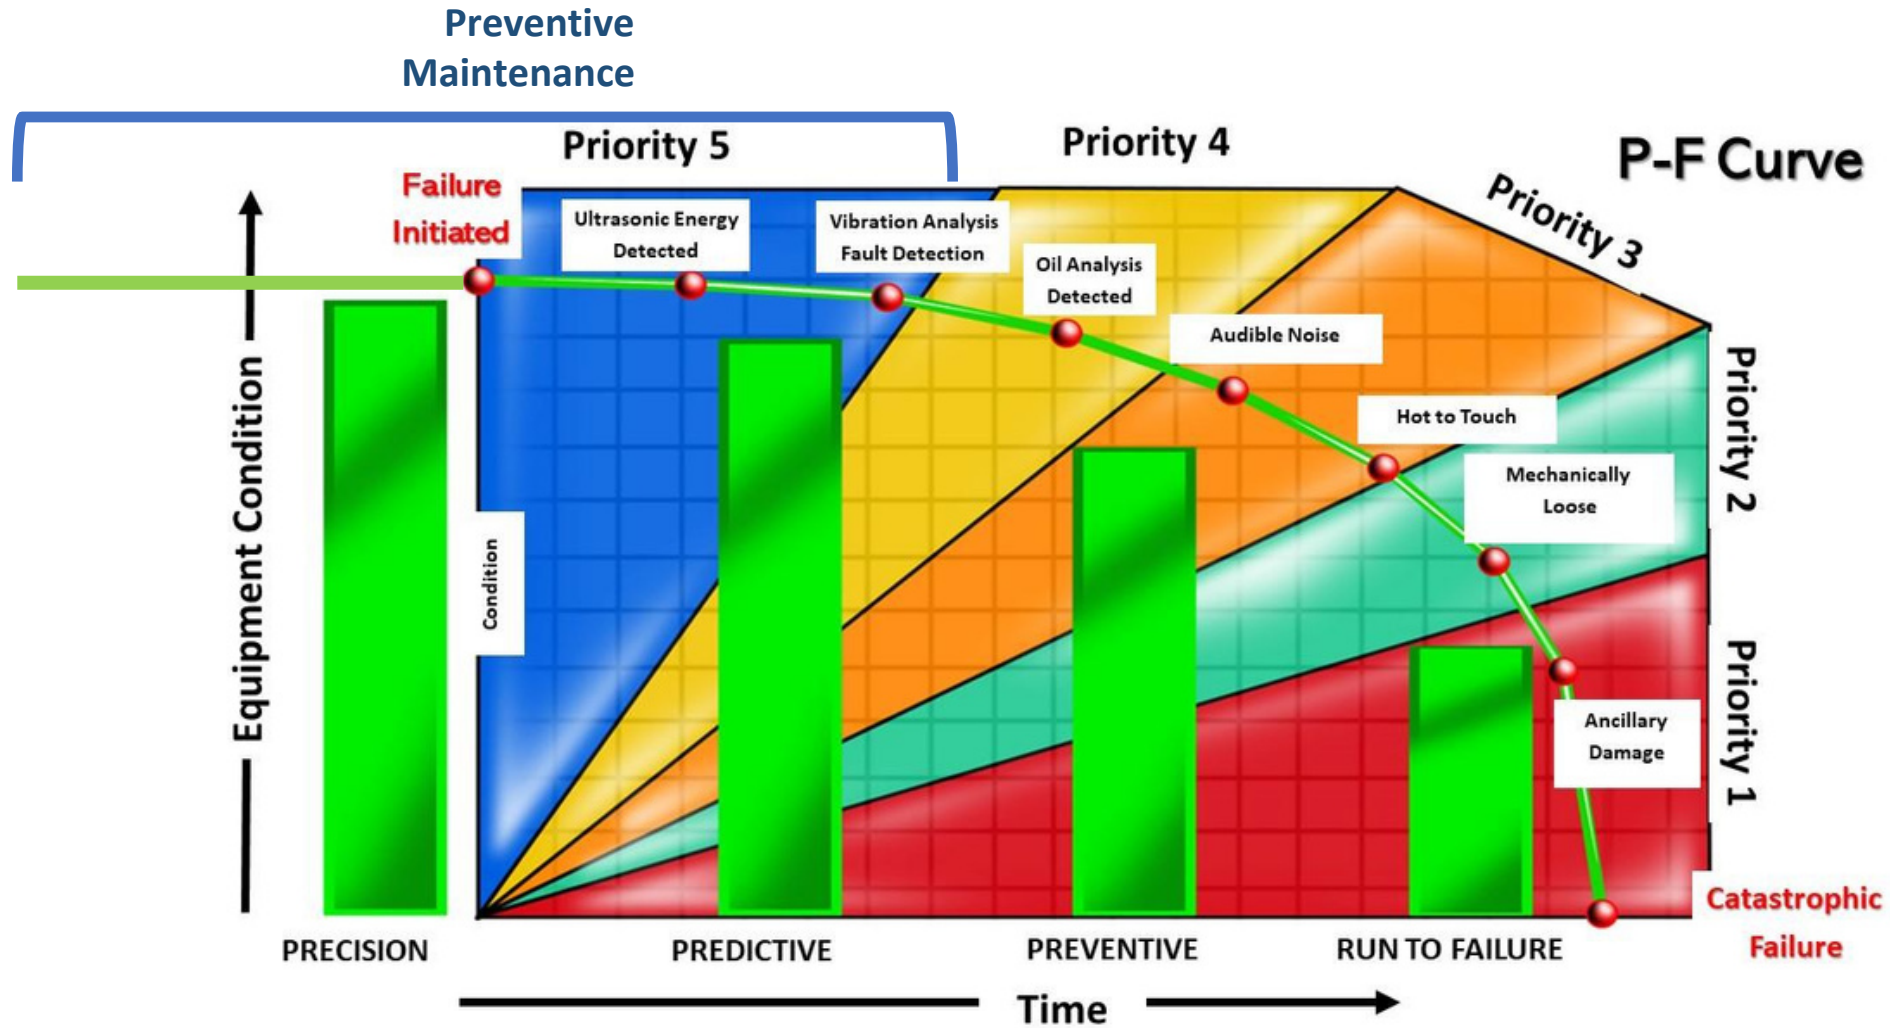 Preventive
Maintenance
Priority 5
Priority 4
P-F Curve
Priority 3
Failure
Initiated
Ultrasonic Energy
Detected
Vibration Analysis
Fault Detection
Oil Analysis
Detected
Audible Noise
Hot to Touch
Mechanically
Loose
Priority 2
Equipment Condition
Condition
Ancillary
Damage
Priority 1
Catastrophic
Failure
PRECISION
PREDICTIVE
PREVENTIVE
RUN TO FAILURE
Time